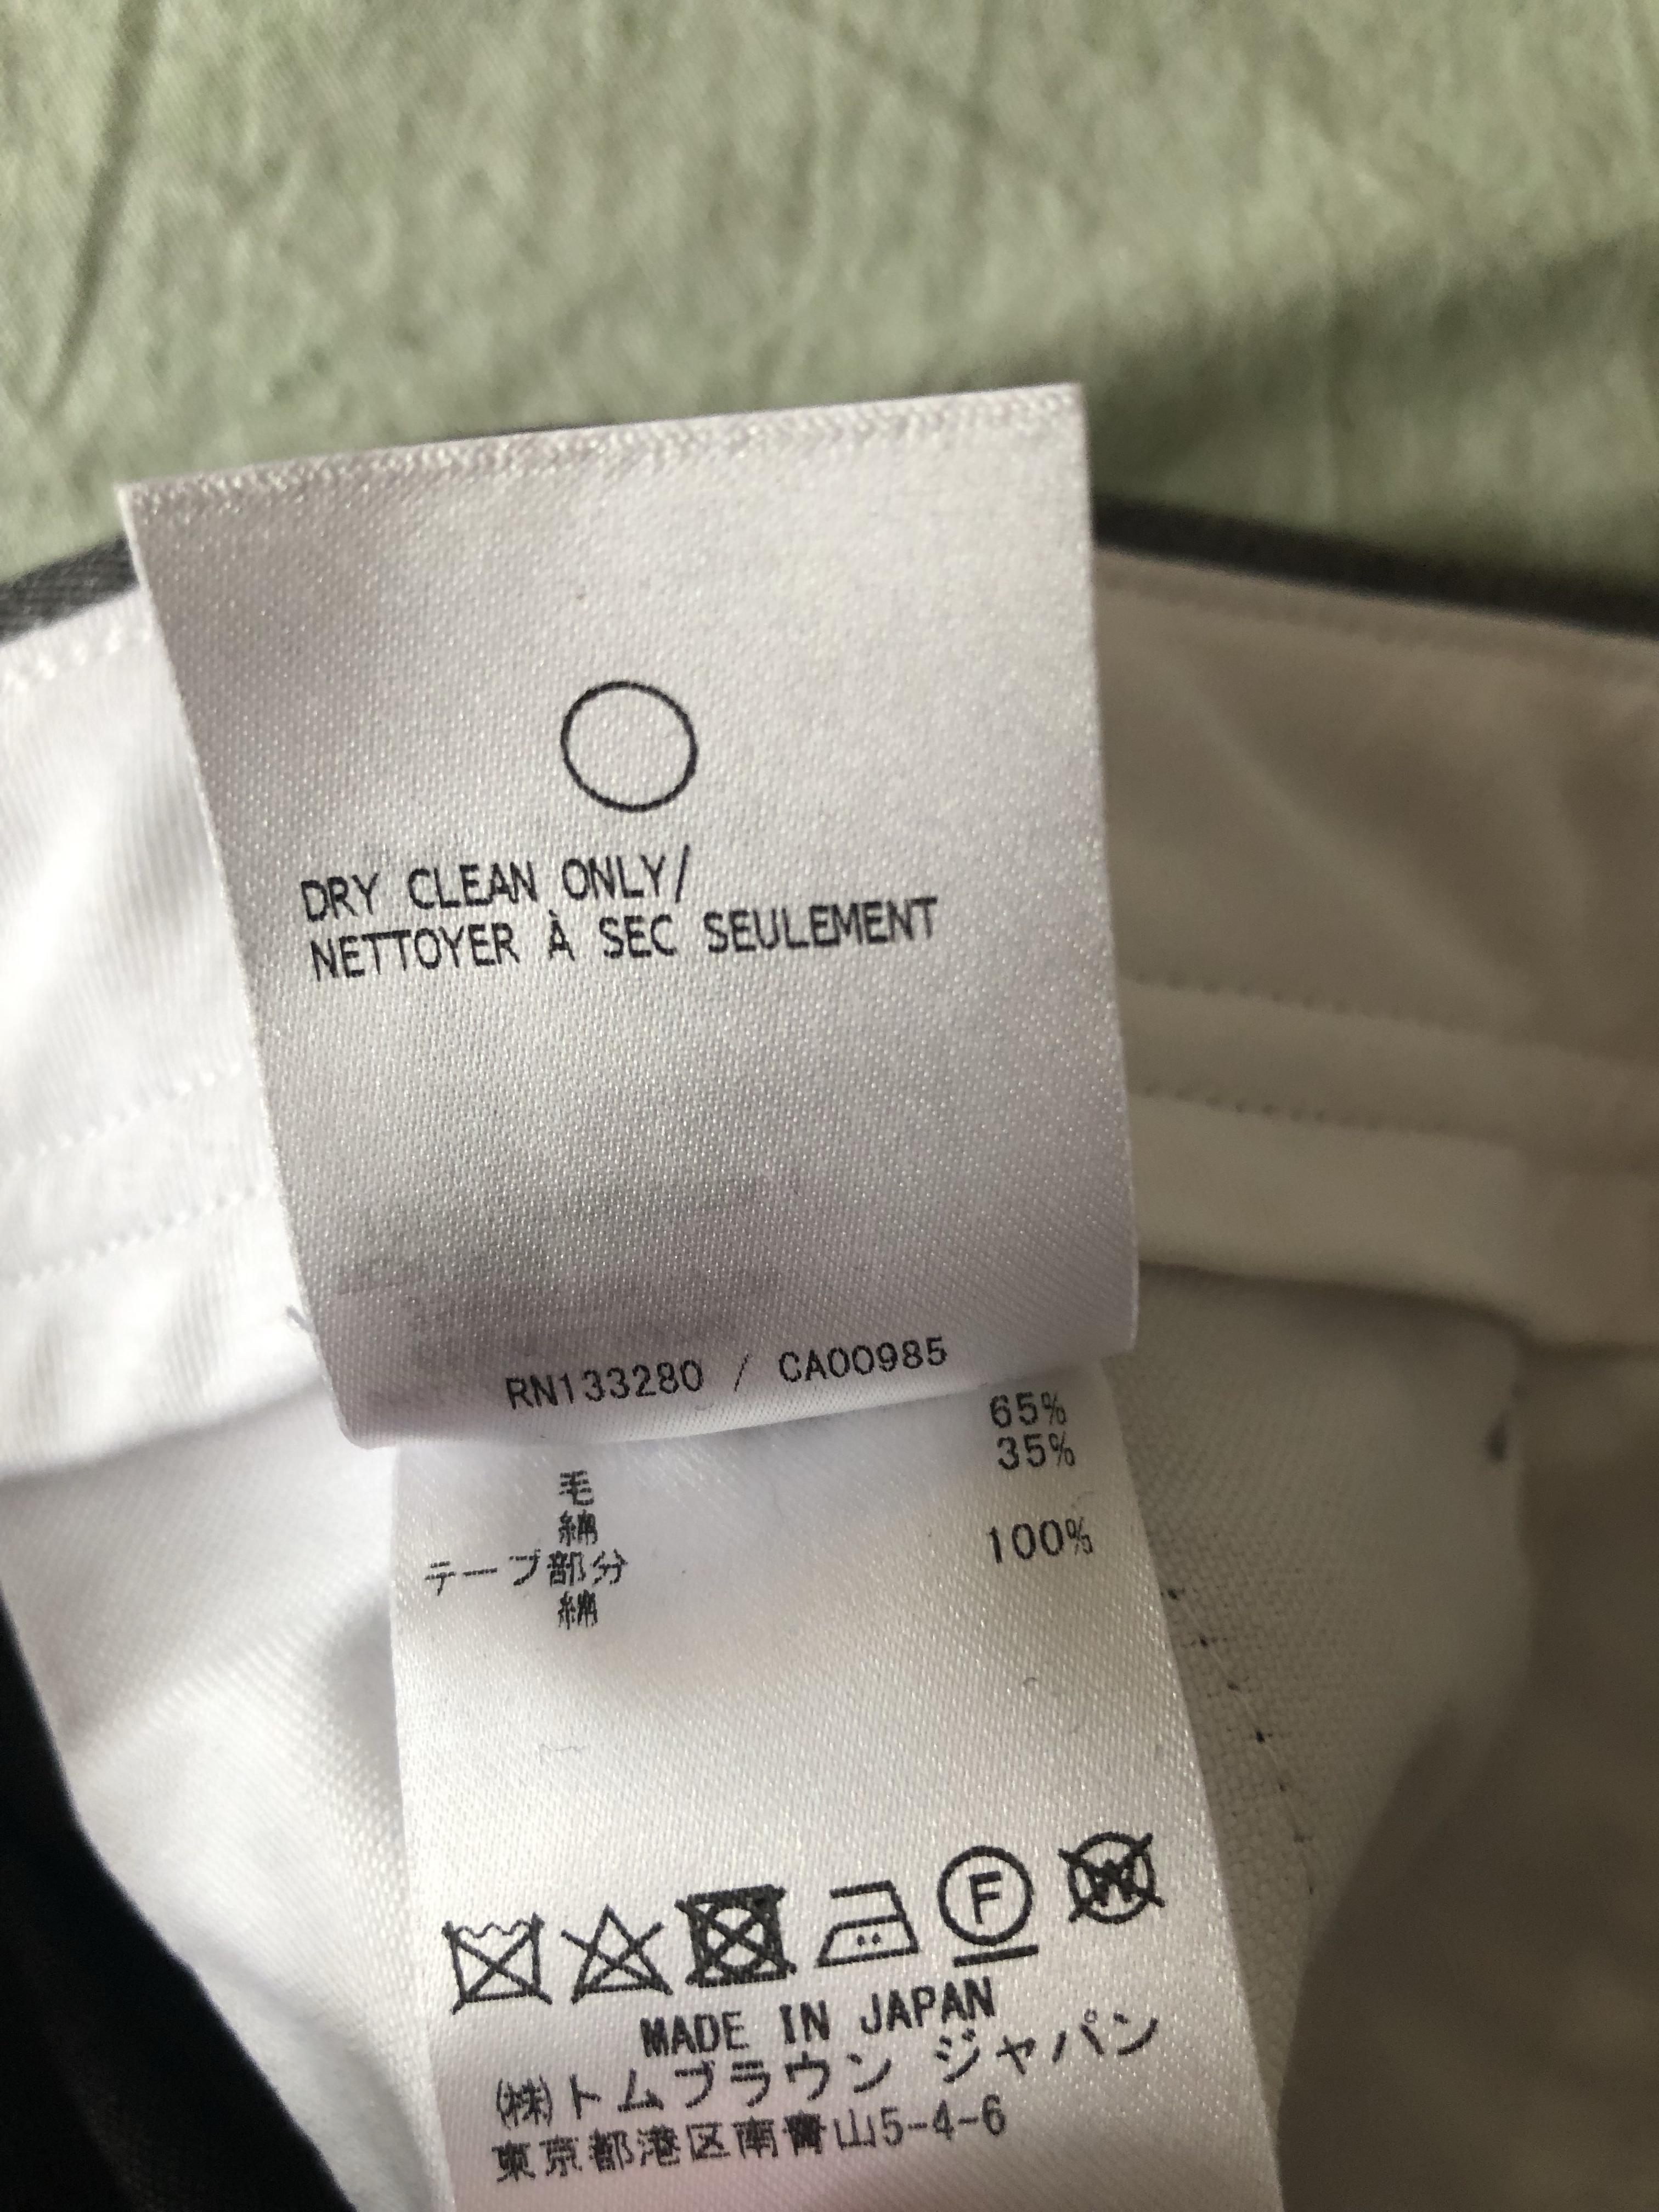 DRY CLEAN ONLY/
NETTOYER À SEC SEULEMENT
RN133280 / CA00985
毛 65%
綿 35%
テープ部分
綿 100%
F
W
MADE IN JAPAN
㈱トムブラウン ジャパン
東京都港区南青山5-4-6